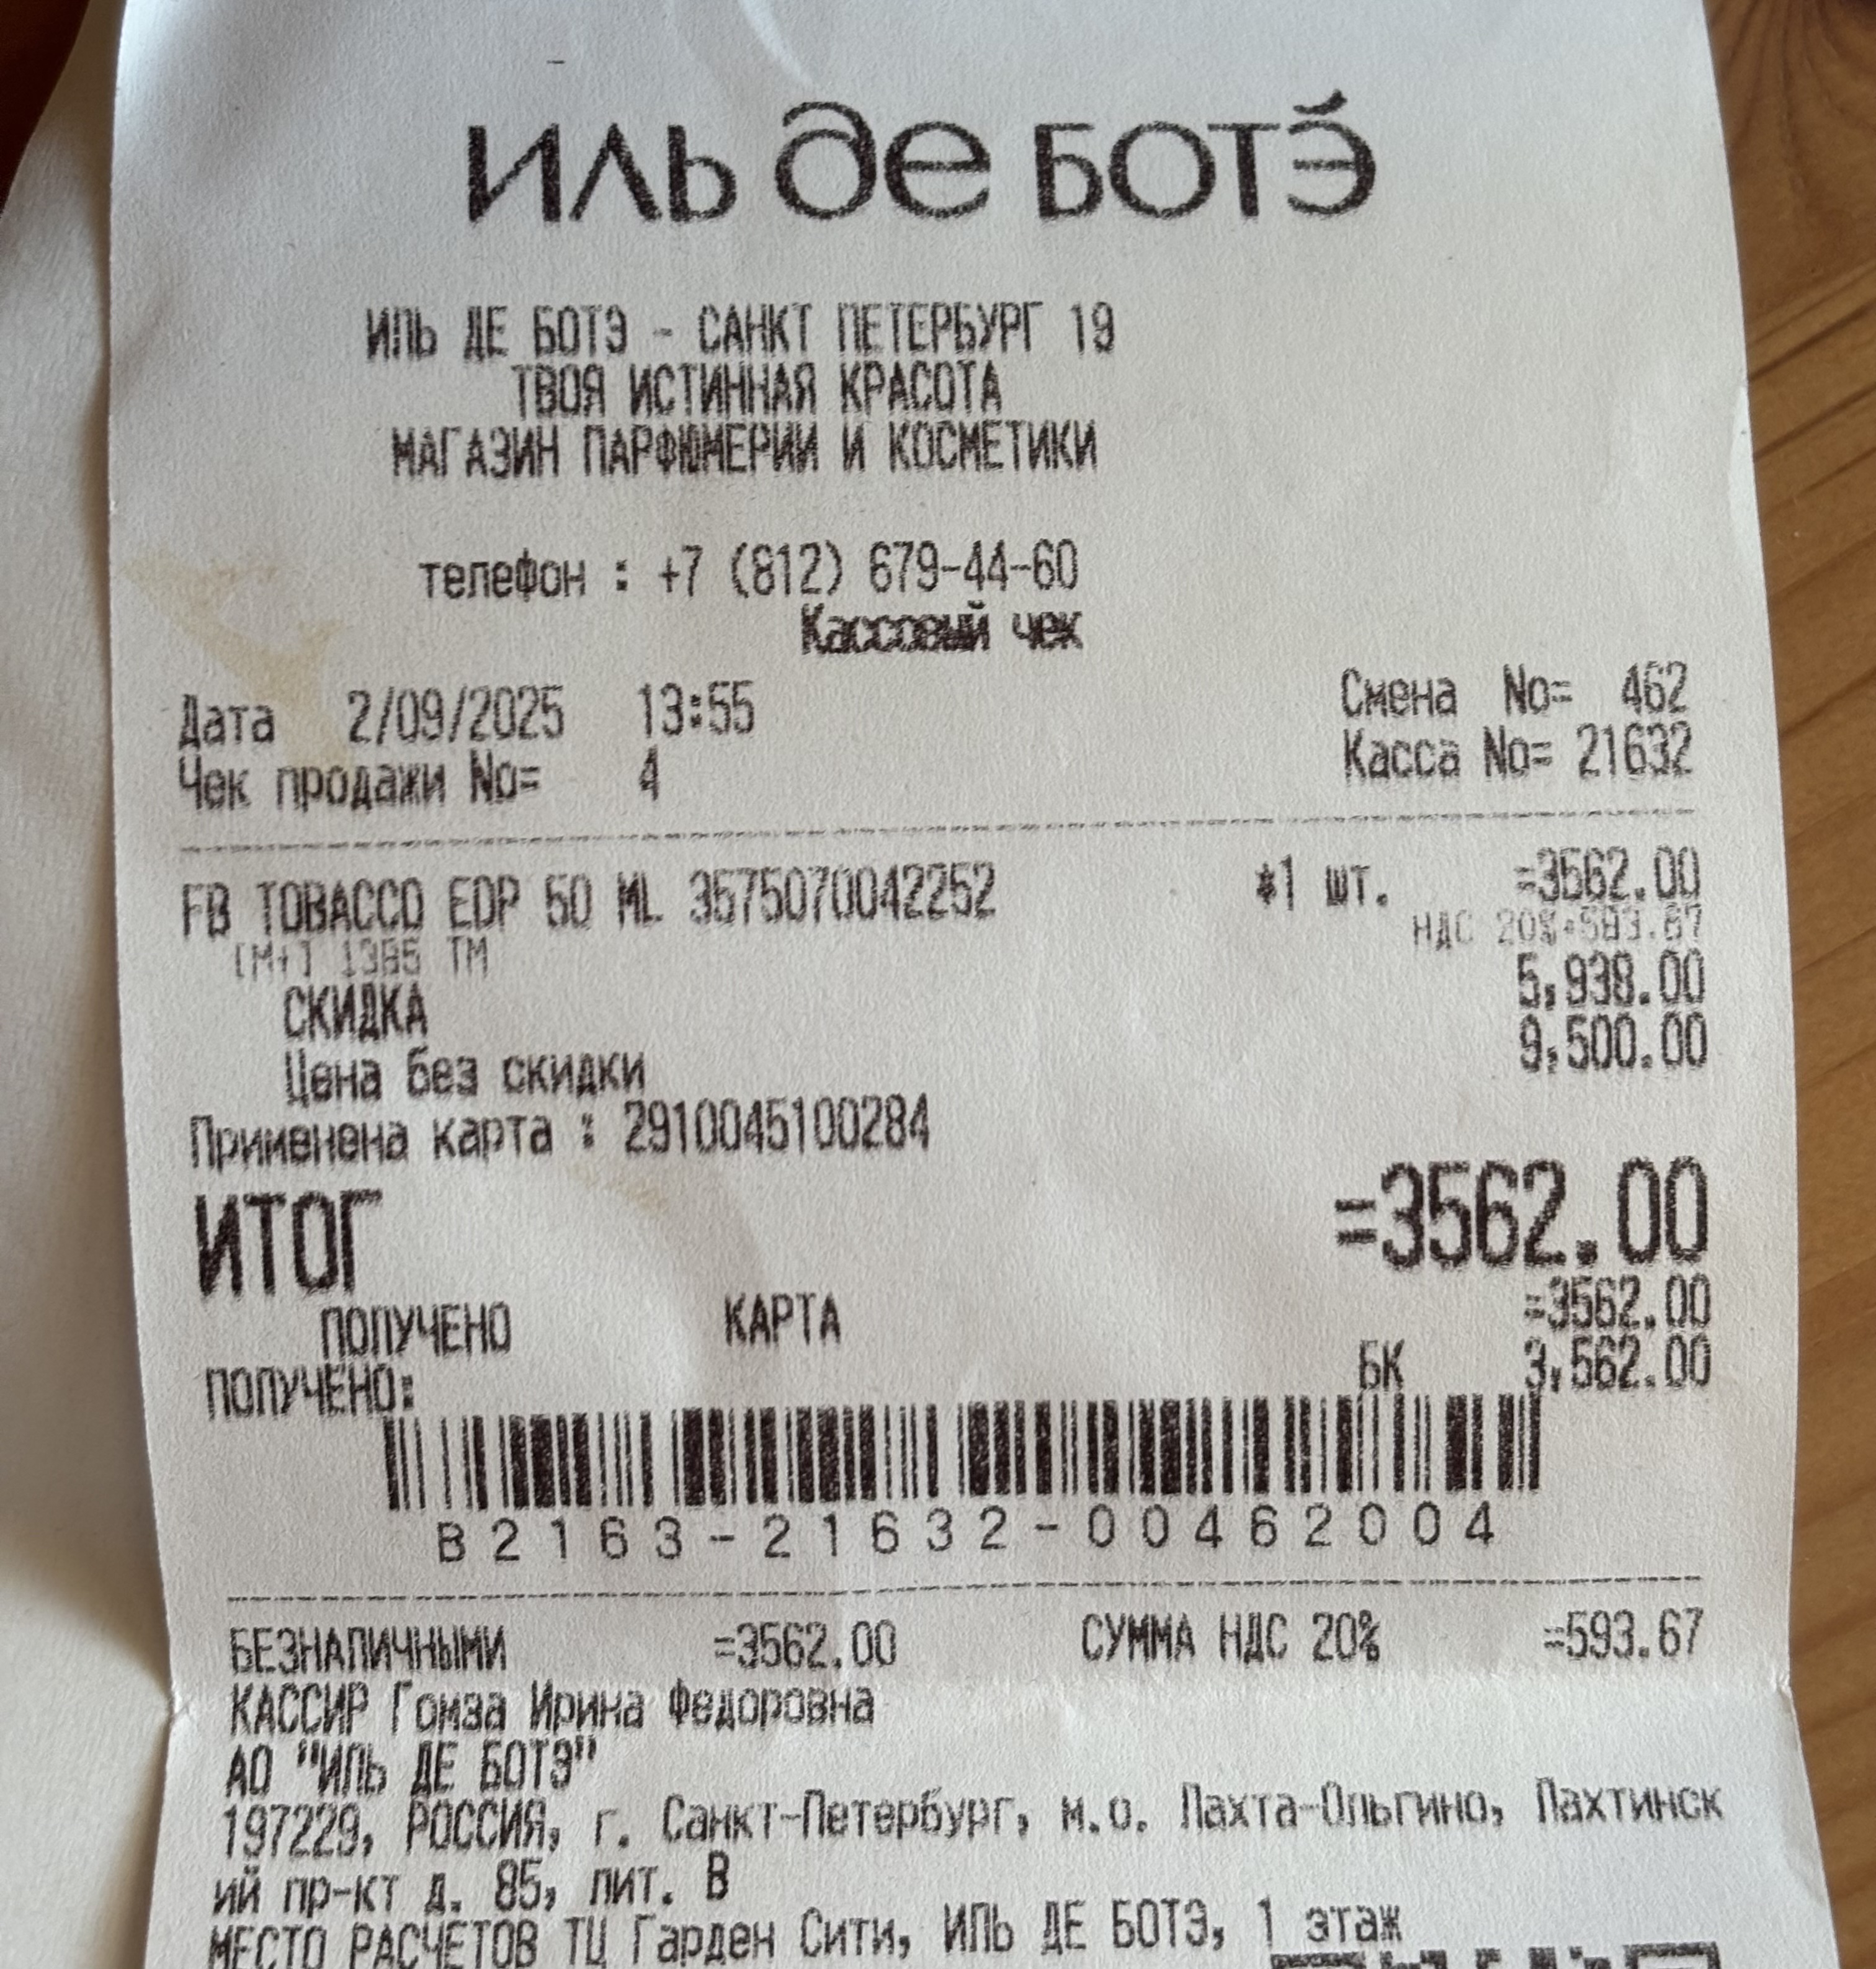 иль де ботэ
ИЛЬ ДЕ БОТЭ - САНКТ ПЕТЕРБУРГ 19
ТВОЯ ИСТИННАЯ КРАСОТА
МАГАЗИН ПАРФЮМЕРИИ И КОСМЕТИКИ
телефон : +7 (812) 679-44-60
Кассовый чек
Дата 2/09/2025 13:55 Смена No= 462
Чек продажи No= 4 Касса No= 21632
FB TOBACCO EDP 50 ML 3575070042252 *1 шт. =3562.00
[M+] 1385 TM НДС 20%=593.67
СКИДКА 5,938.00
Цена без скидки 9,500.00
Применена карта : 2910045100284
ИТОГ =3562.00
ПОЛУЧЕНО КАРТА =3562.00
ПОЛУЧЕНО: БК 3,562.00
B2163-21632-00462004
БЕЗНАЛИЧНЫМИ =3562.00 СУММА НДС 20% =593.67
КАССИР Гомза Ирина Федоровна
АО "ИЛЬ ДЕ БОТЭ"
197229, РОССИЯ, г. Санкт-Петербург, м.о. Лахта-Ольгино, Лахтинск
ий пр-кт д. 85, лит. В
МЕСТО РАСЧЕТОВ ТЦ Гарден Сити, ИЛЬ ДЕ БОТЭ, 1 этаж